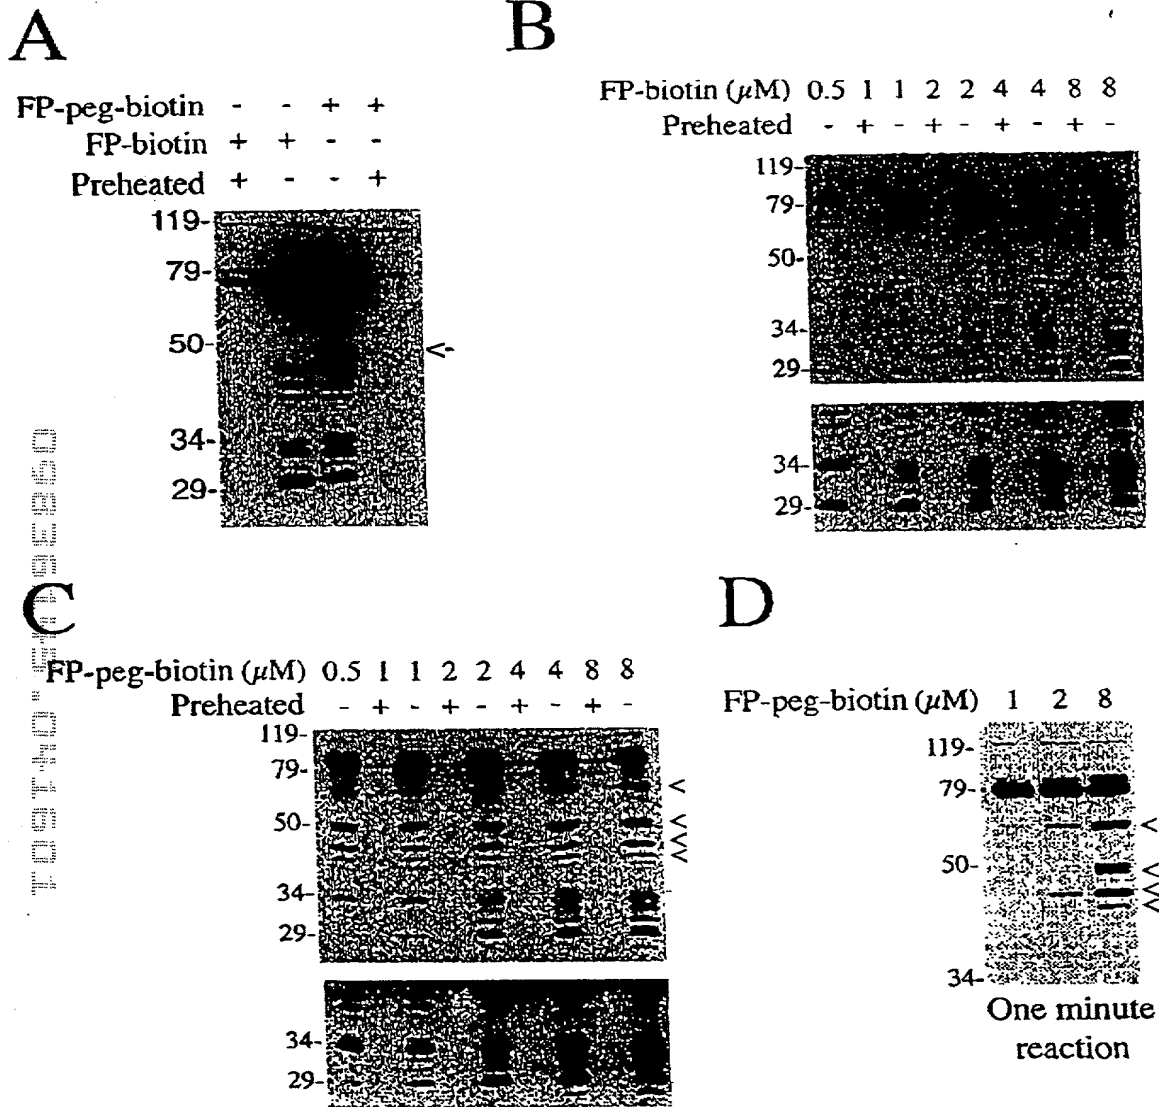 A
FP-peg-biotin - - + +
FP-biotin + + - -
Preheated + - - +
119-
79-
50-
34-
29-
B
FP-biotin (μM) 0.5 1 1 2 2 4 4 8 8
Preheated - + - + - + - + -
119-
79-
50-
34-
29-
34-
29-
C
FP-peg-biotin (μM) 0.5 1 1 2 2 4 4 8 8
Preheated - + - + - + - + -
119-
79-
50-
34-
29-
34-
29-
D
FP-peg-biotin (μM) 1 2 8
119-
79-
50-
34-
One minute
reaction